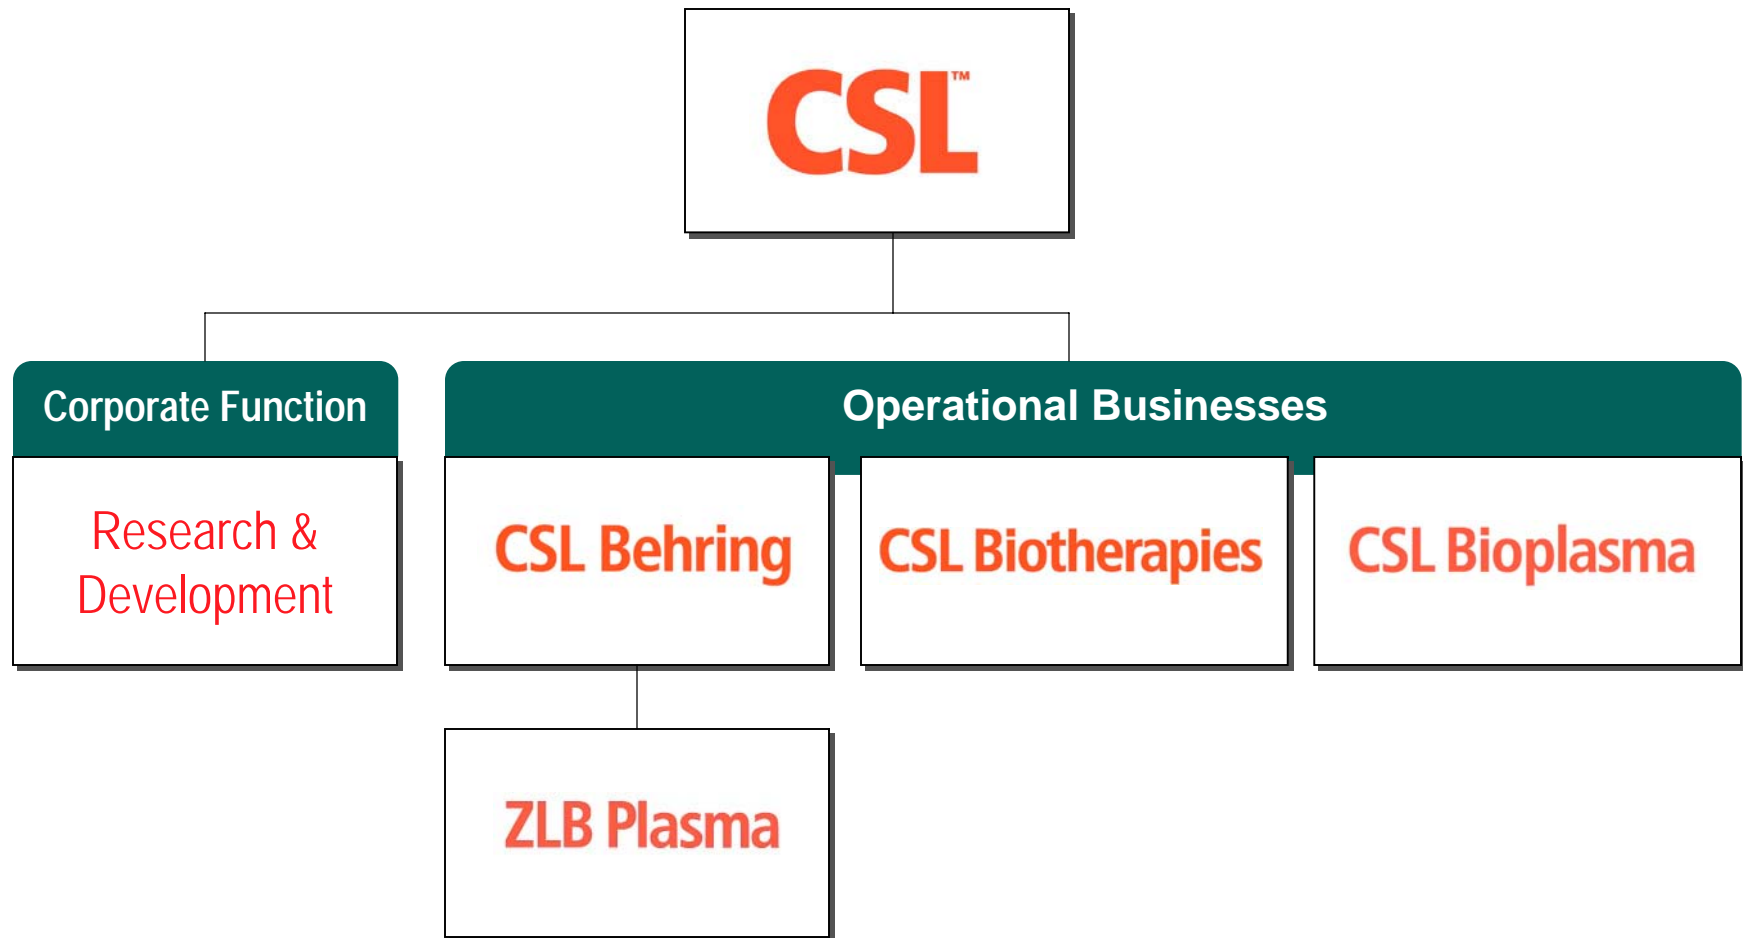 CSL™
Corporate Function
Operational Businesses
Research &
Development
CSL Behring
CSL Biotherapies
CSL Bioplasma
ZLB Plasma